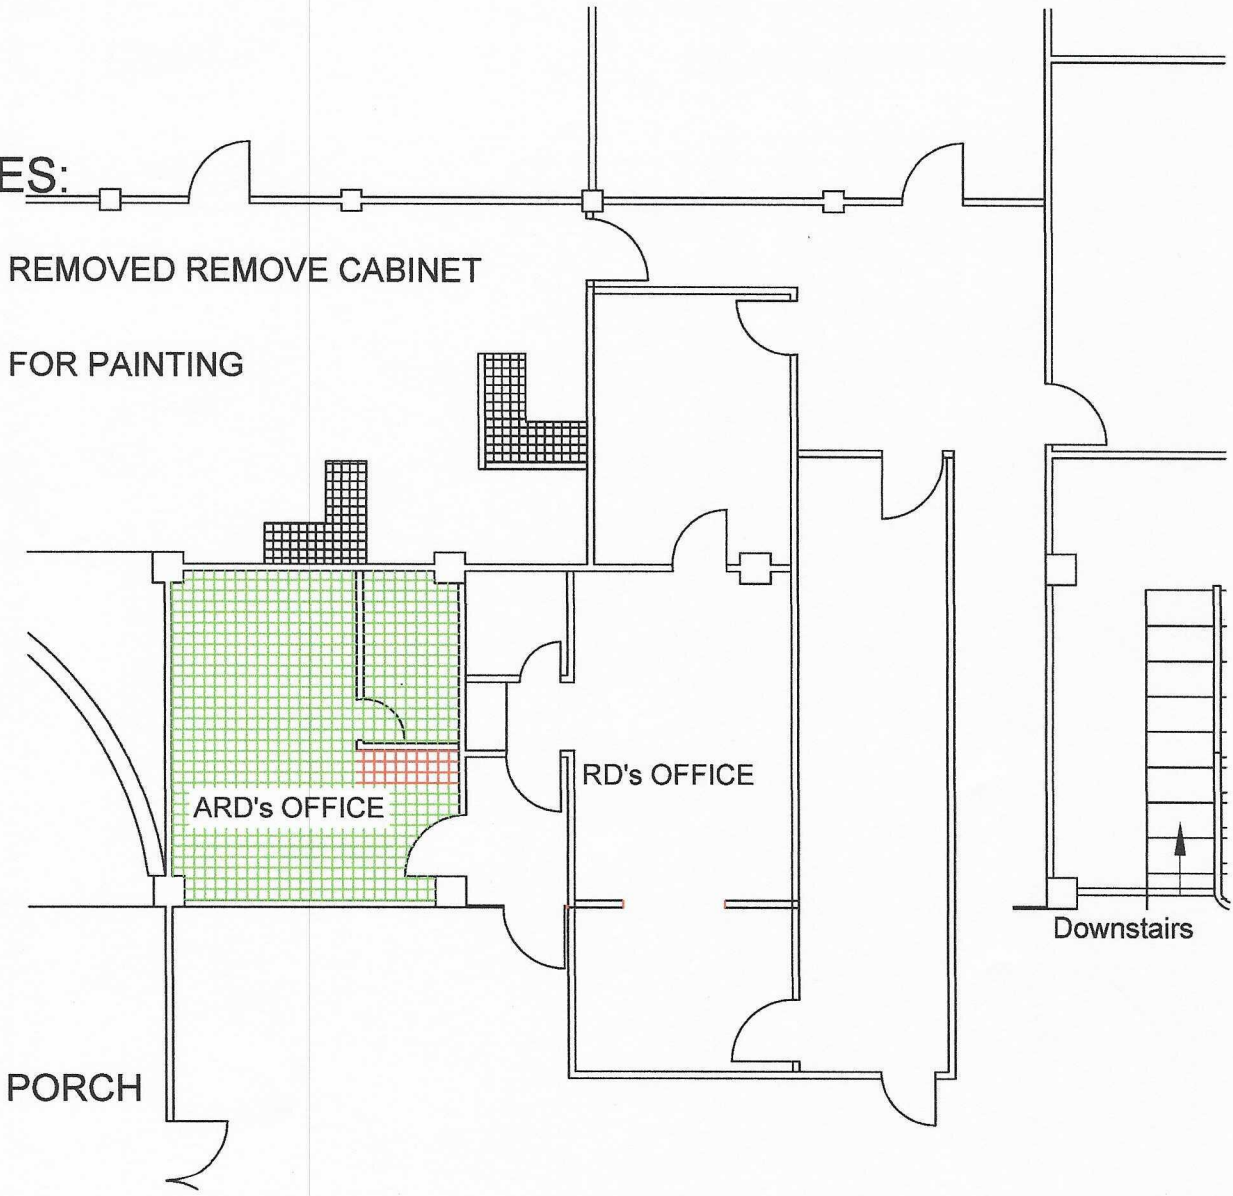 ES:
REMOVED REMOVE CABINET
FOR PAINTING
RD's OFFICE
ARD's OFFICE
Downstairs
PORCH